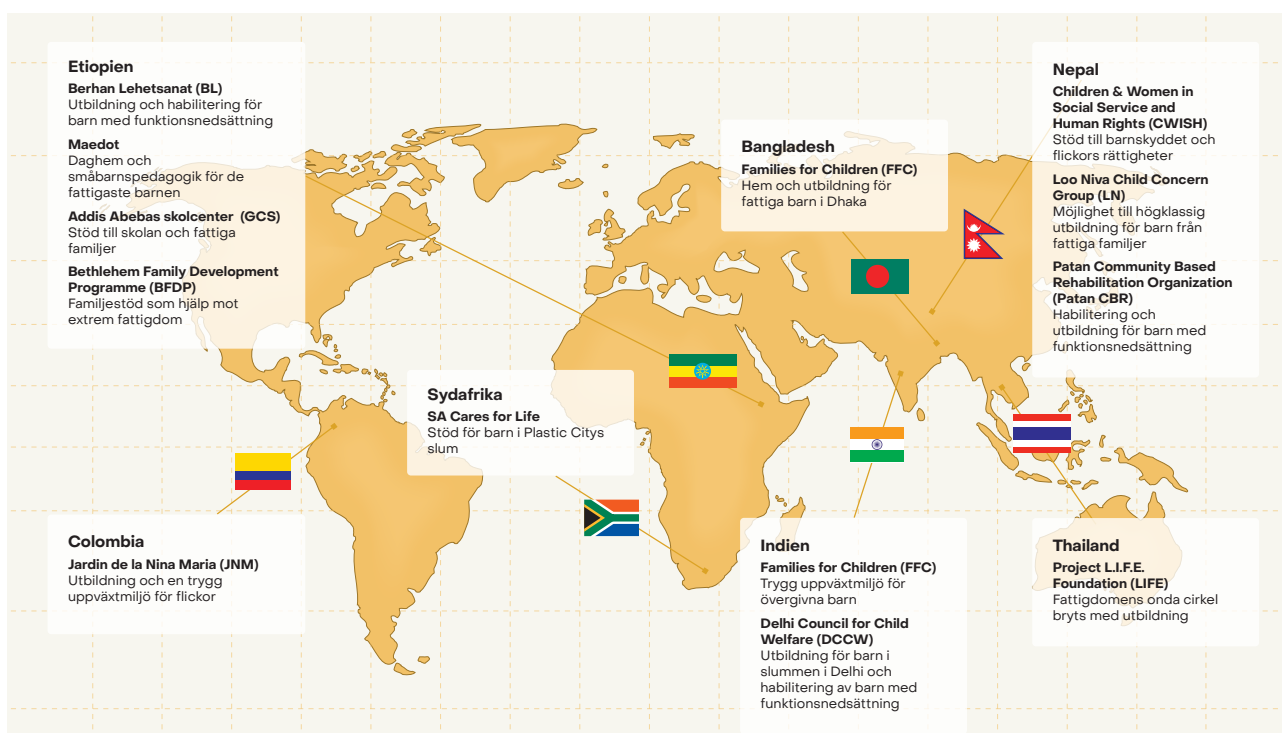 Etiopien
Berhan Lehetsanat (BL)
Utbildning och habilitering för
barn med funktionsnedsättning
Maedot
Daghem och
småbarnspedagogik för de
fattigaste barnen
Addis Abebas skolcenter (GCS)
Stöd till skolan och fattiga
familjer
Bethlehem Family Development
Programme (BFDP)
Familjestöd som hjälp mot
extrem fattigdom
Colombia
Jardin de la Nina Maria (JNM)
Utbildning och en trygg
uppväxtmiljö för flickor
Sydafrika
SA Cares for Life
Stöd för barn i Plastic Citys
slum
Bangladesh
Families for Children (FFC)
Hem och utbildning för
fattiga barn i Dhaka
Indien
Families for Children (FFC)
Trygg uppväxtmiljö för
övergivna barn
Delhi Council for Child
Welfare (DCCW)
Utbildning för barn i
slummen i Delhi och
habilitering av barn med
funktionsnedsättning
Nepal
Children & Women in
Social Service and
Human Rights (CWISH)
Stöd till barnskyddet och
flickors rättigheter
Loo Niva Child Concern
Group (LN)
Möjlighet till högklassig
utbildning för barn från
fattiga familjer
Patan Community Based
Rehabilitation Organization
(Patan CBR)
Habilitering och
utbildning för barn med
funktionsnedsättning
Thailand
Project L.I.F.E.
Foundation (LIFE)
Fattigdomens onda cirkel
bryts med utbildning